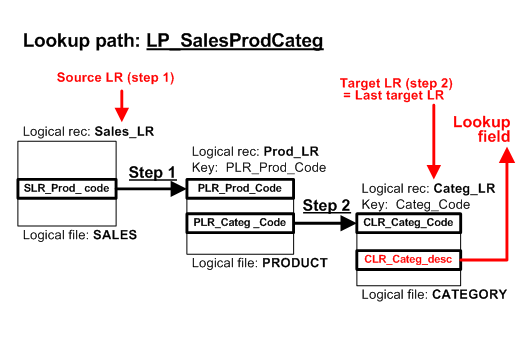 Lookup path: LP_SalesProdCateg
Source LR (step 1)
Target LR (step 2)
= Last target LR
Lookup
field
Logical rec: Sales_LR
SLR_Prod_ code
Logical file: SALES
Step 1
Logical rec: Prod_LR
Key:  PLR_Prod_Code
PLR_Prod_Code
PLR_Categ _Code
Logical file: PRODUCT
Step 2
Logical rec: Categ_LR
Key:  Categ_Code
CLR_Categ_Code
CLR_Categ_desc
Logical file: CATEGORY